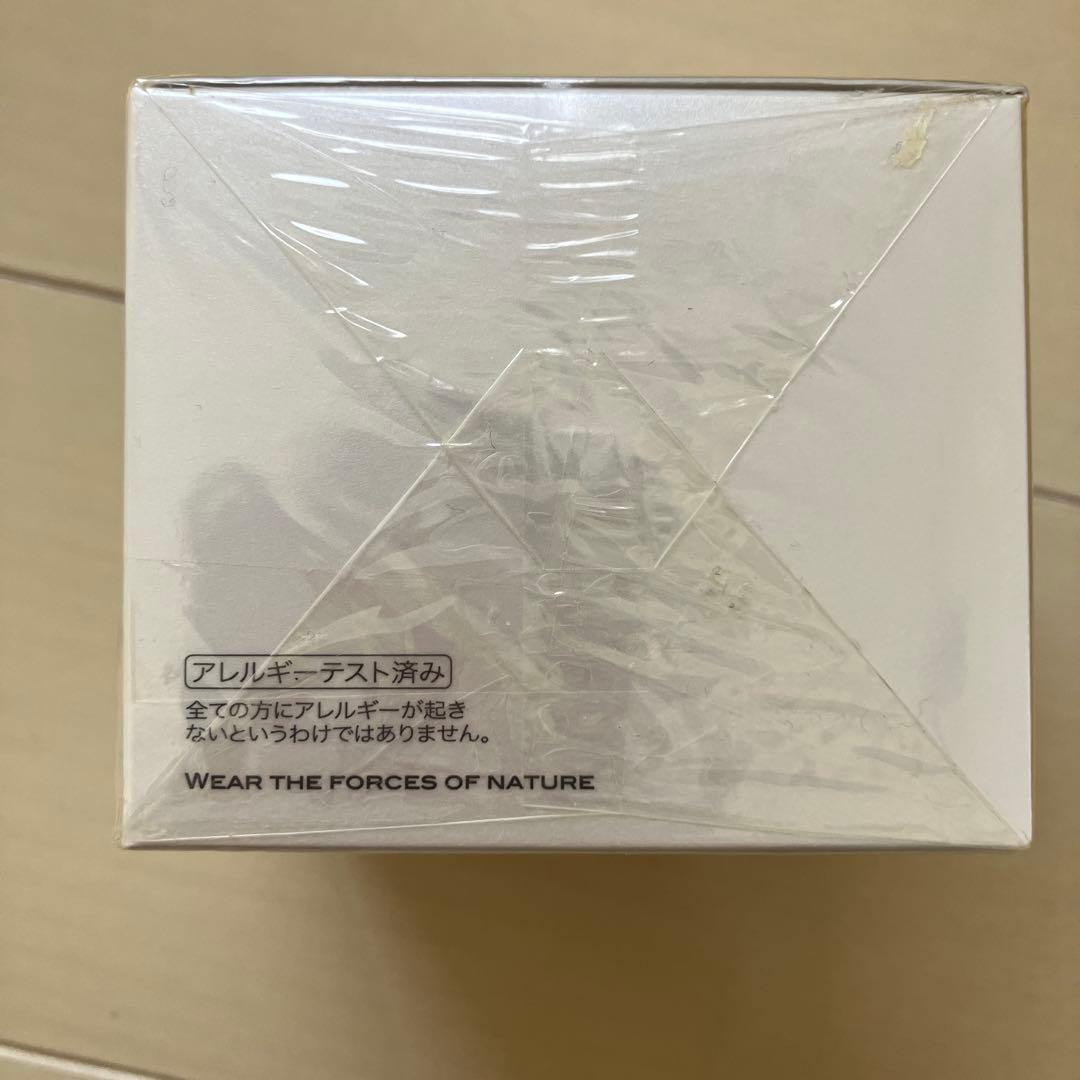 アレルギーテスト済み
全ての方にアレルギーが起き
ないというわけではありません。
WEAR THE FORCES OF NATURE